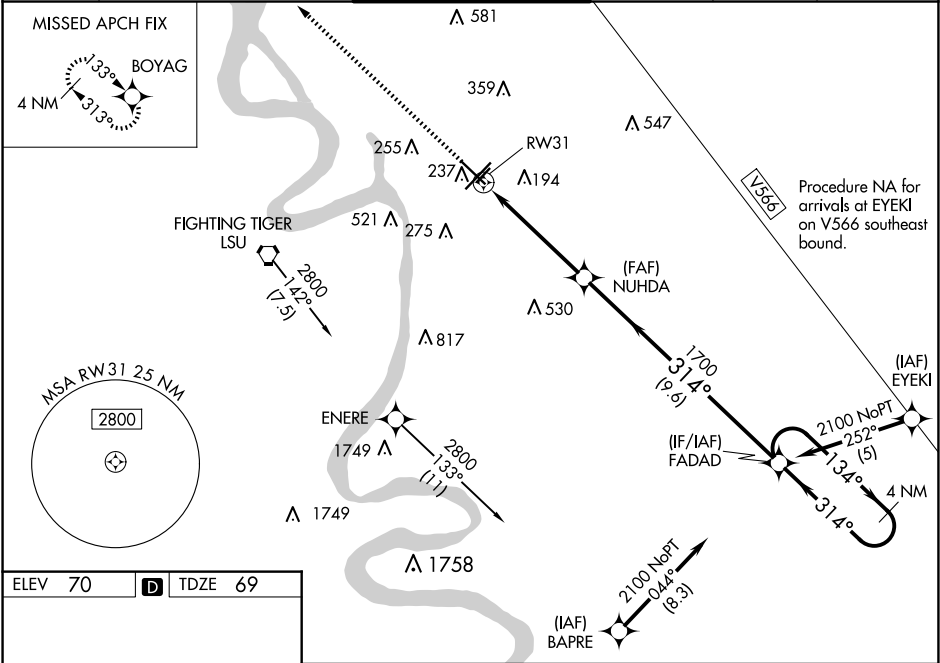 MISSED APCH FIX
BOYAG
133°
4 NM
313°
581
359
547
255
RW31
237
194
V566
Procedure NA for
arrivals at EYEKI
on V566 southeast
bound.
521
275
FIGHTING TIGER
LSU
2800
142°
(7.5)
(FAF)
NUHDA
530
817
1700
314°
(9.6)
MSA RW31 25 NM
2800
(IAF)
EYEKI
2100 NoPT
252°
(5)
ENERE
(IF/IAF)
FADAD
1749
2800
133°
(11)
134°
4 NM
314°
1749
1758
2100 NoPT
044°
(8.3)
(IAF)
BAPRE
ELEV 70 D TDZE 69